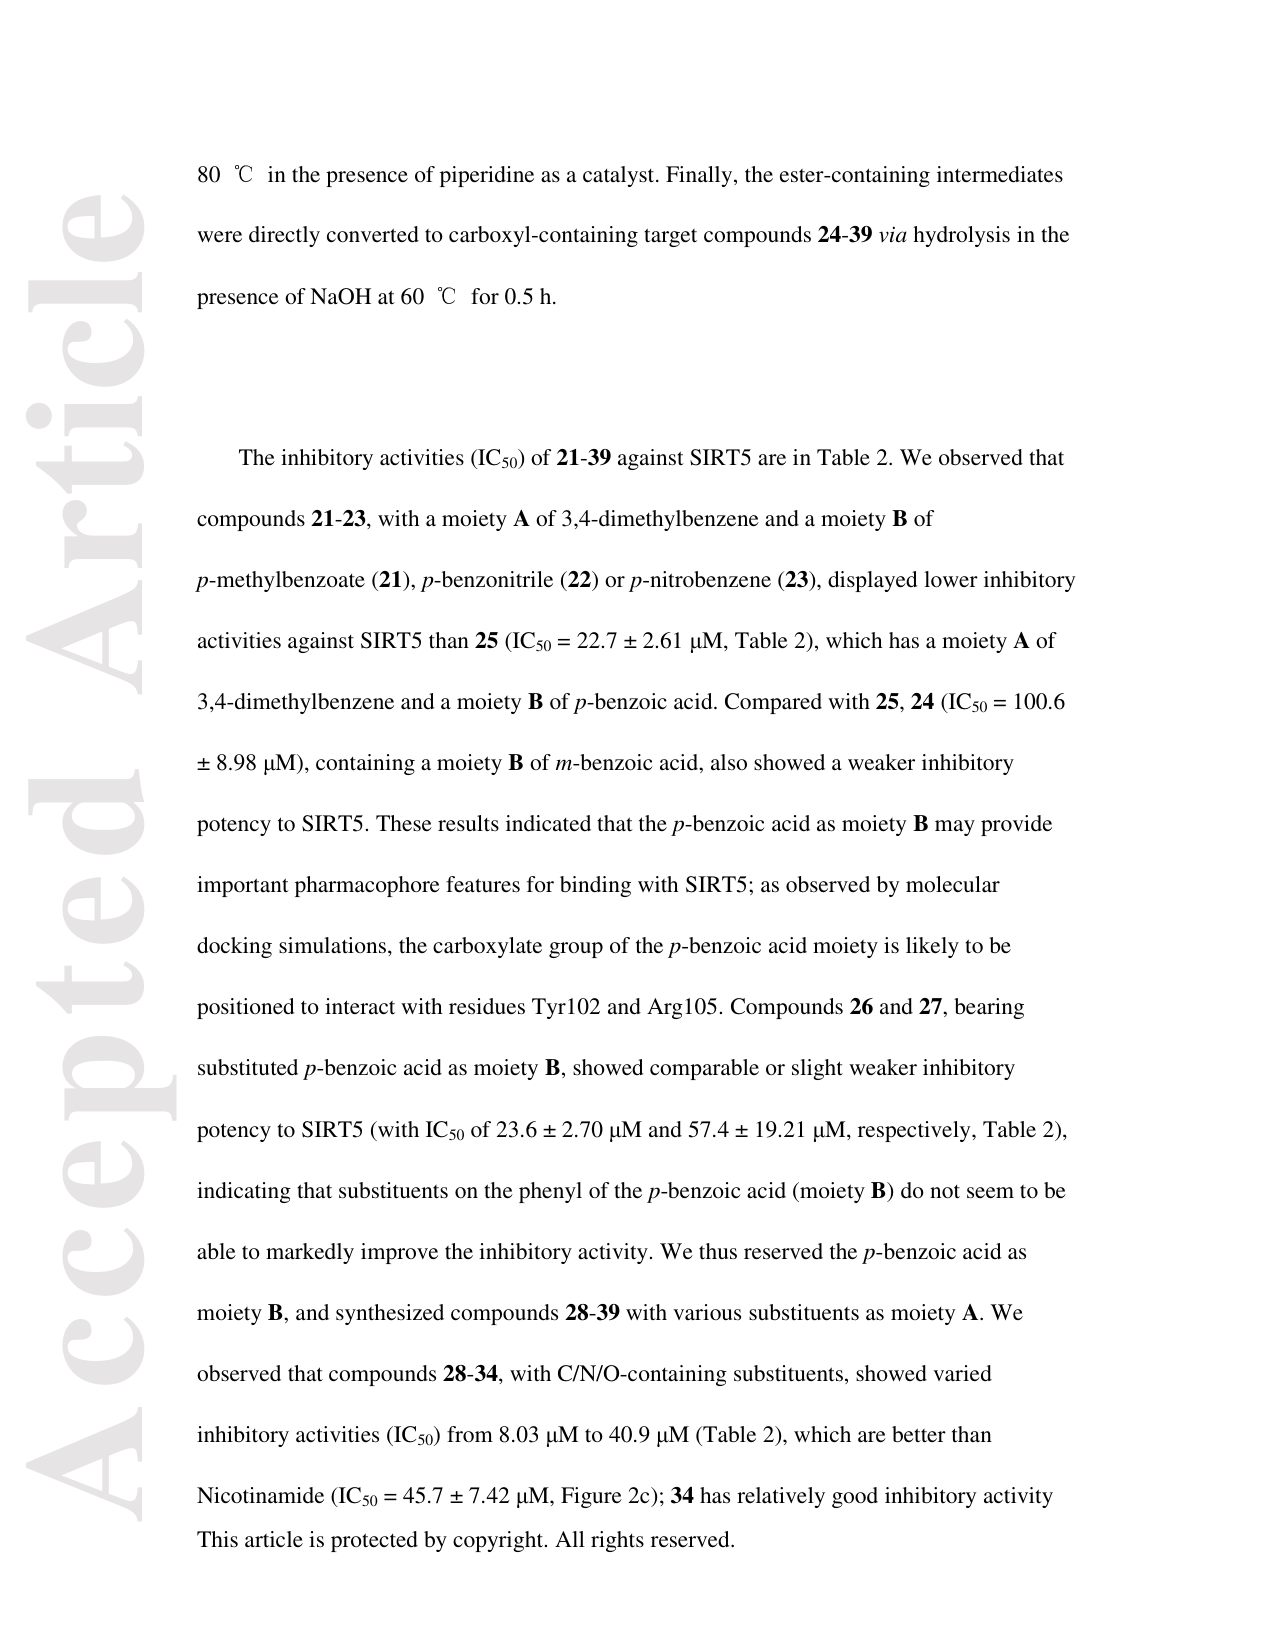 80 ℃ in the presence of piperidine as a catalyst. Finally, the ester-containing intermediates
were directly converted to carboxyl-containing target compounds 24-39 via hydrolysis in the
presence of NaOH at 60 ℃ for 0.5 h.
The inhibitory activities (IC50) of 21-39 against SIRT5 are in Table 2. We observed that
compounds 21-23, with a moiety A of 3,4-dimethylbenzene and a moiety B of
p-methylbenzoate (21), p-benzonitrile (22) or p-nitrobenzene (23), displayed lower inhibitory
activities against SIRT5 than 25 (IC50 = 22.7 ± 2.61 μM, Table 2), which has a moiety A of
3,4-dimethylbenzene and a moiety B of p-benzoic acid. Compared with 25, 24 (IC50 = 100.6
± 8.98 μM), containing a moiety B of m-benzoic acid, also showed a weaker inhibitory
potency to SIRT5. These results indicated that the p-benzoic acid as moiety B may provide
important pharmacophore features for binding with SIRT5; as observed by molecular
docking simulations, the carboxylate group of the p-benzoic acid moiety is likely to be
positioned to interact with residues Tyr102 and Arg105. Compounds 26 and 27, bearing
substituted p-benzoic acid as moiety B, showed comparable or slight weaker inhibitory
potency to SIRT5 (with IC50 of 23.6 ± 2.70 μM and 57.4 ± 19.21 μM, respectively, Table 2),
indicating that substituents on the phenyl of the p-benzoic acid (moiety B) do not seem to be
able to markedly improve the inhibitory activity. We thus reserved the p-benzoic acid as
moiety B, and synthesized compounds 28-39 with various substituents as moiety A. We
observed that compounds 28-34, with C/N/O-containing substituents, showed varied
inhibitory activities (IC50) from 8.03 μM to 40.9 μM (Table 2), which are better than
Nicotinamide (IC50 = 45.7 ± 7.42 μM, Figure 2c); 34 has relatively good inhibitory activity
This article is protected by copyright. All rights reserved.
Accepted Article